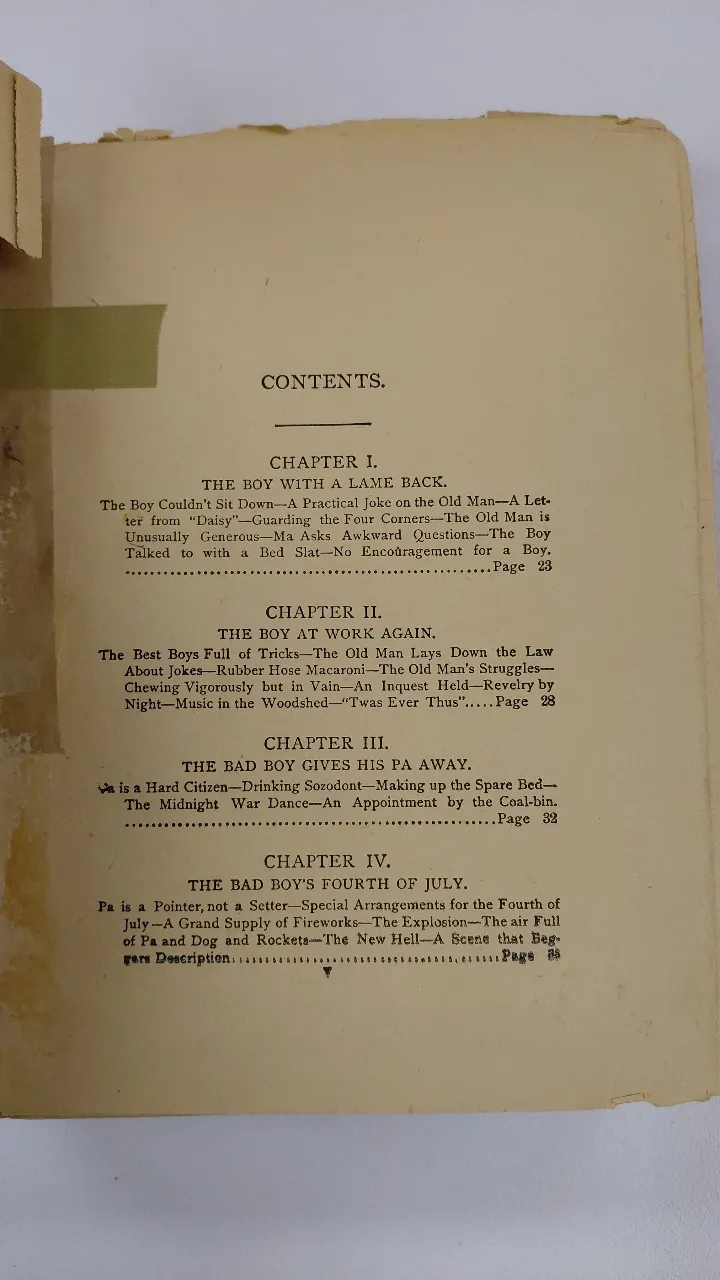 CONTENTS.
CHAPTER I.
THE BOY WITH A LAME BACK.
The Boy Couldn't Sit Down—A Practical Joke on the Old Man—A Let-
ter from "Daisy"—Guarding the Four Corners—The Old Man is
Unusually Generous—Ma Asks Awkward Questions—The Boy
Talked to with a Bed Slat—No Encouragement for a Boy.
....................................................Page 23
CHAPTER II.
THE BOY AT WORK AGAIN.
The Best Boys Full of Tricks—The Old Man Lays Down the Law
About Jokes—Rubber Hose Macaroni—The Old Man's Struggles—
Chewing Vigorously but in Vain—An Inquest Held—Revelry by
Night—Music in the Woodshed—"Twas Ever Thus".....Page 28
CHAPTER III.
THE BAD BOY GIVES HIS PA AWAY.
Pa is a Hard Citizen—Drinking Sozodont—Making up the Spare Bed—
The Midnight War Dance—An Appointment by the Coal-bin.
.....................................................Page 32
CHAPTER IV.
THE BAD BOY'S FOURTH OF JULY.
Pa is a Pointer, not a Setter—Special Arrangements for the Fourth of
July—A Grand Supply of Fireworks—The Explosion—The air Full
of Pa and Dog and Rockets—The New Hell—A Scene that Beg-
gars Description......................................Page